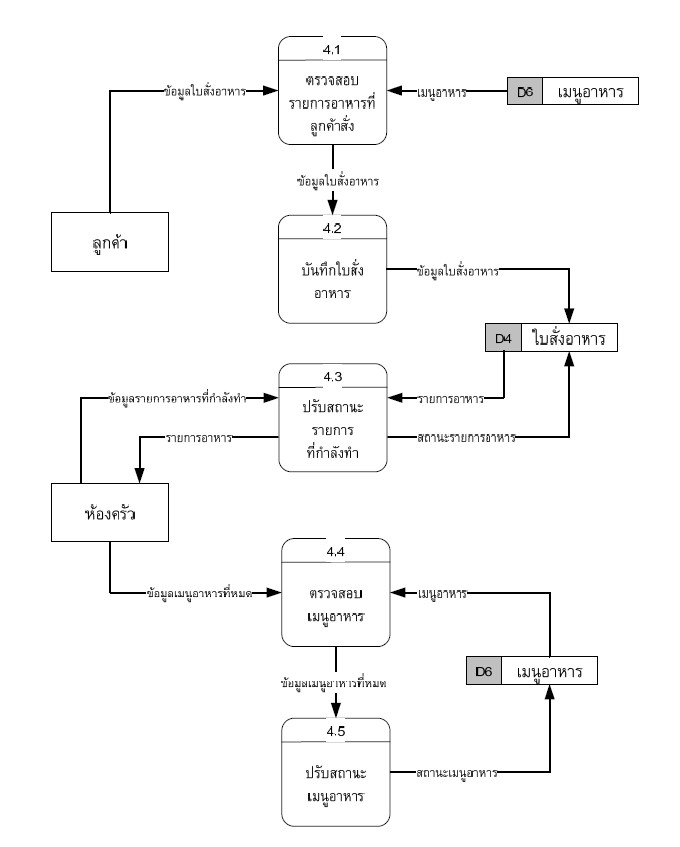 4.1
ตรวจสอบ
รายการอาหารที่
ลูกค้าสั่ง
ข้อมูลใบสั่งอาหาร
เมนูอาหาร
D6 เมนูอาหาร
ข้อมูลใบสั่งอาหาร
ลูกค้า
4.2
บันทึกใบสั่ง
อาหาร
ข้อมูลใบสั่งอาหาร
D4 ใบสั่งอาหาร
4.3
ปรับสถานะ
รายการ
ที่กำลังทำ
ข้อมูลรายการอาหารที่กำลังทำ
รายการอาหาร
รายการอาหาร
สถานะรายการอาหาร
ห้องครัว
4.4
ตรวจสอบ
เมนูอาหาร
ข้อมูลเมนูอาหารที่หมด
เมนูอาหาร
D6 เมนูอาหาร
ข้อมูลเมนูอาหารที่หมด
4.5
ปรับสถานะ
เมนูอาหาร
สถานะเมนูอาหาร